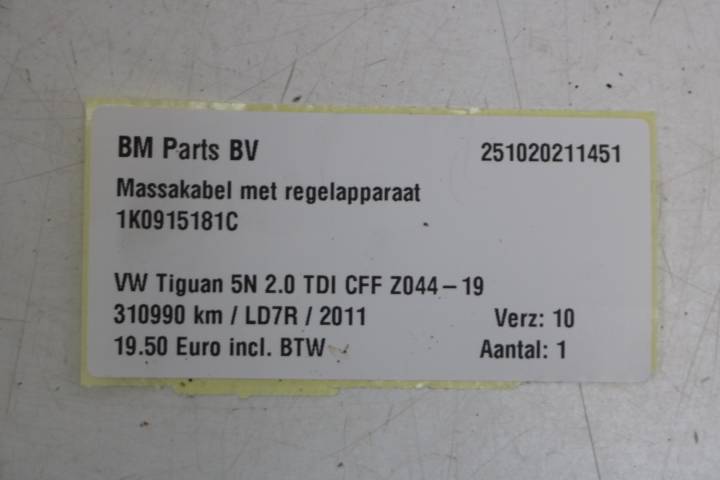 BM Parts BV 251020211451
Massakabel met regelapparaat
1K0915181C
VW Tiguan 5N 2.0 TDI CFF Z044-19
310990 km / LD7R / 2011 Verz: 10
19.50 Euro incl. BTW Aantal: 1